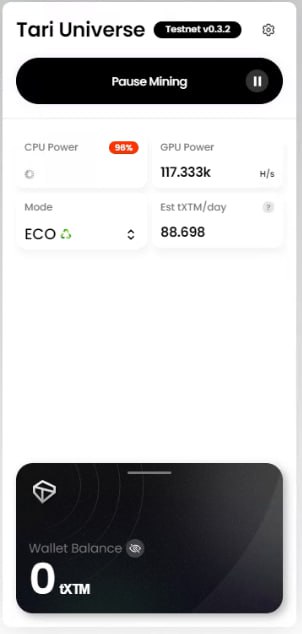 Tari Universe Testnet v0.3.2
Pause Mining
CPU Power 96% GPU Power
117.333k H/s
Mode Est tXTM/day ?
ECO 88.698
Wallet Balance
0 tXTM